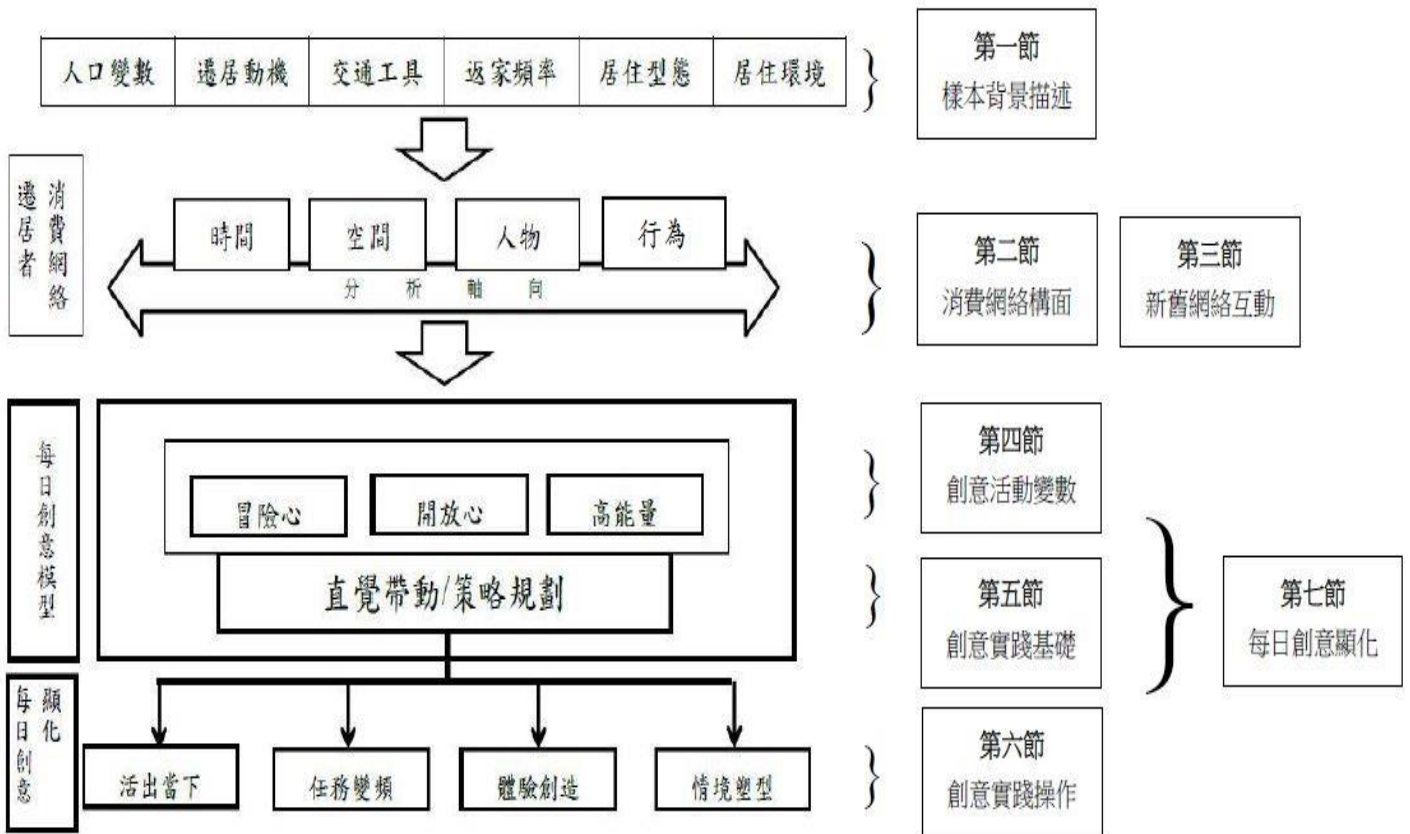 人口變數 遷居動機 交通工具 返家頻率 居住型態 居住環境
第一節
樣本背景描述
遷居者
消費網絡
時間 空間 人物 行為
分析軸向
第二節
消費網絡構面
第三節
新舊網絡互動
每日創意模型
冒險心 開放心 高能量
第四節
創意活動變數
直覺帶動/策略規劃
第五節
創意實踐基礎
第七節
每日創意顯化
每日創意
顯化
活出當下 任務變頻 體驗創造 情境塑型
第六節
創意實踐操作